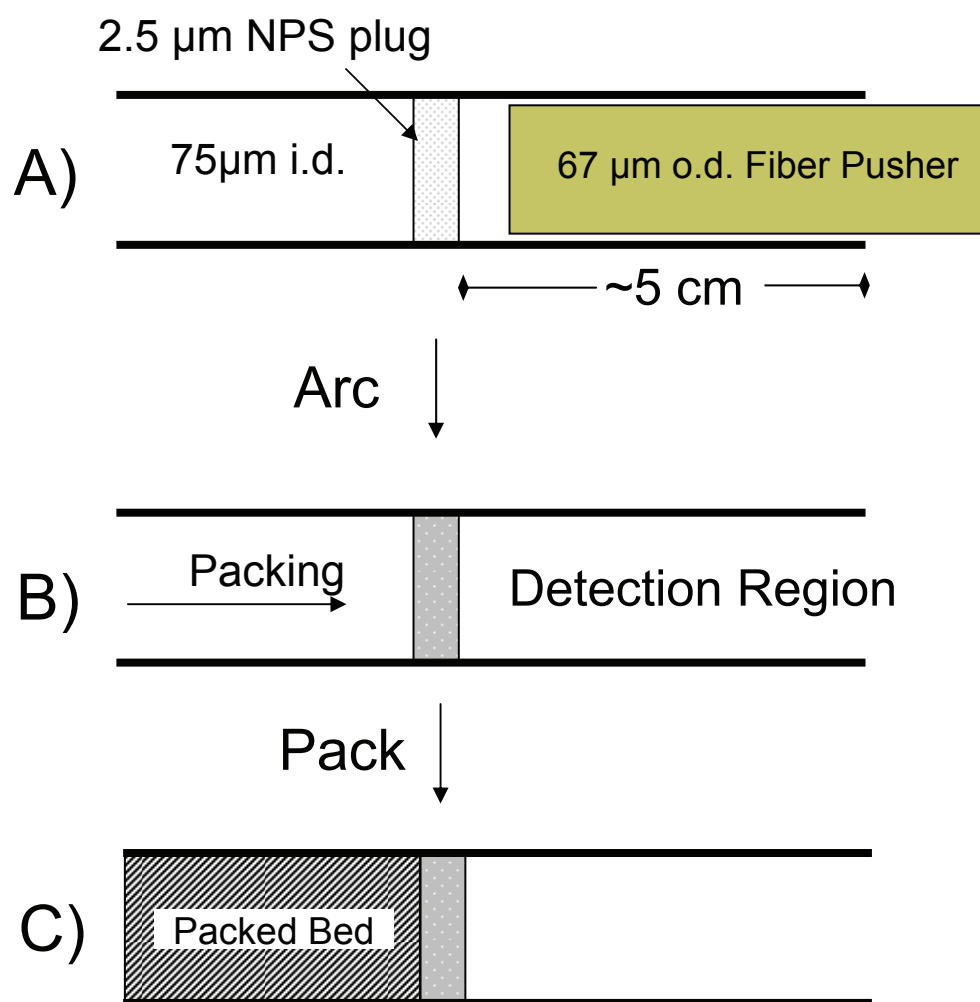 2.5 µm NPS plug
A)
75µm i.d.
67 µm o.d. Fiber Pusher
~5 cm
Arc
B)
Packing
Detection Region
Pack
C)
Packed Bed